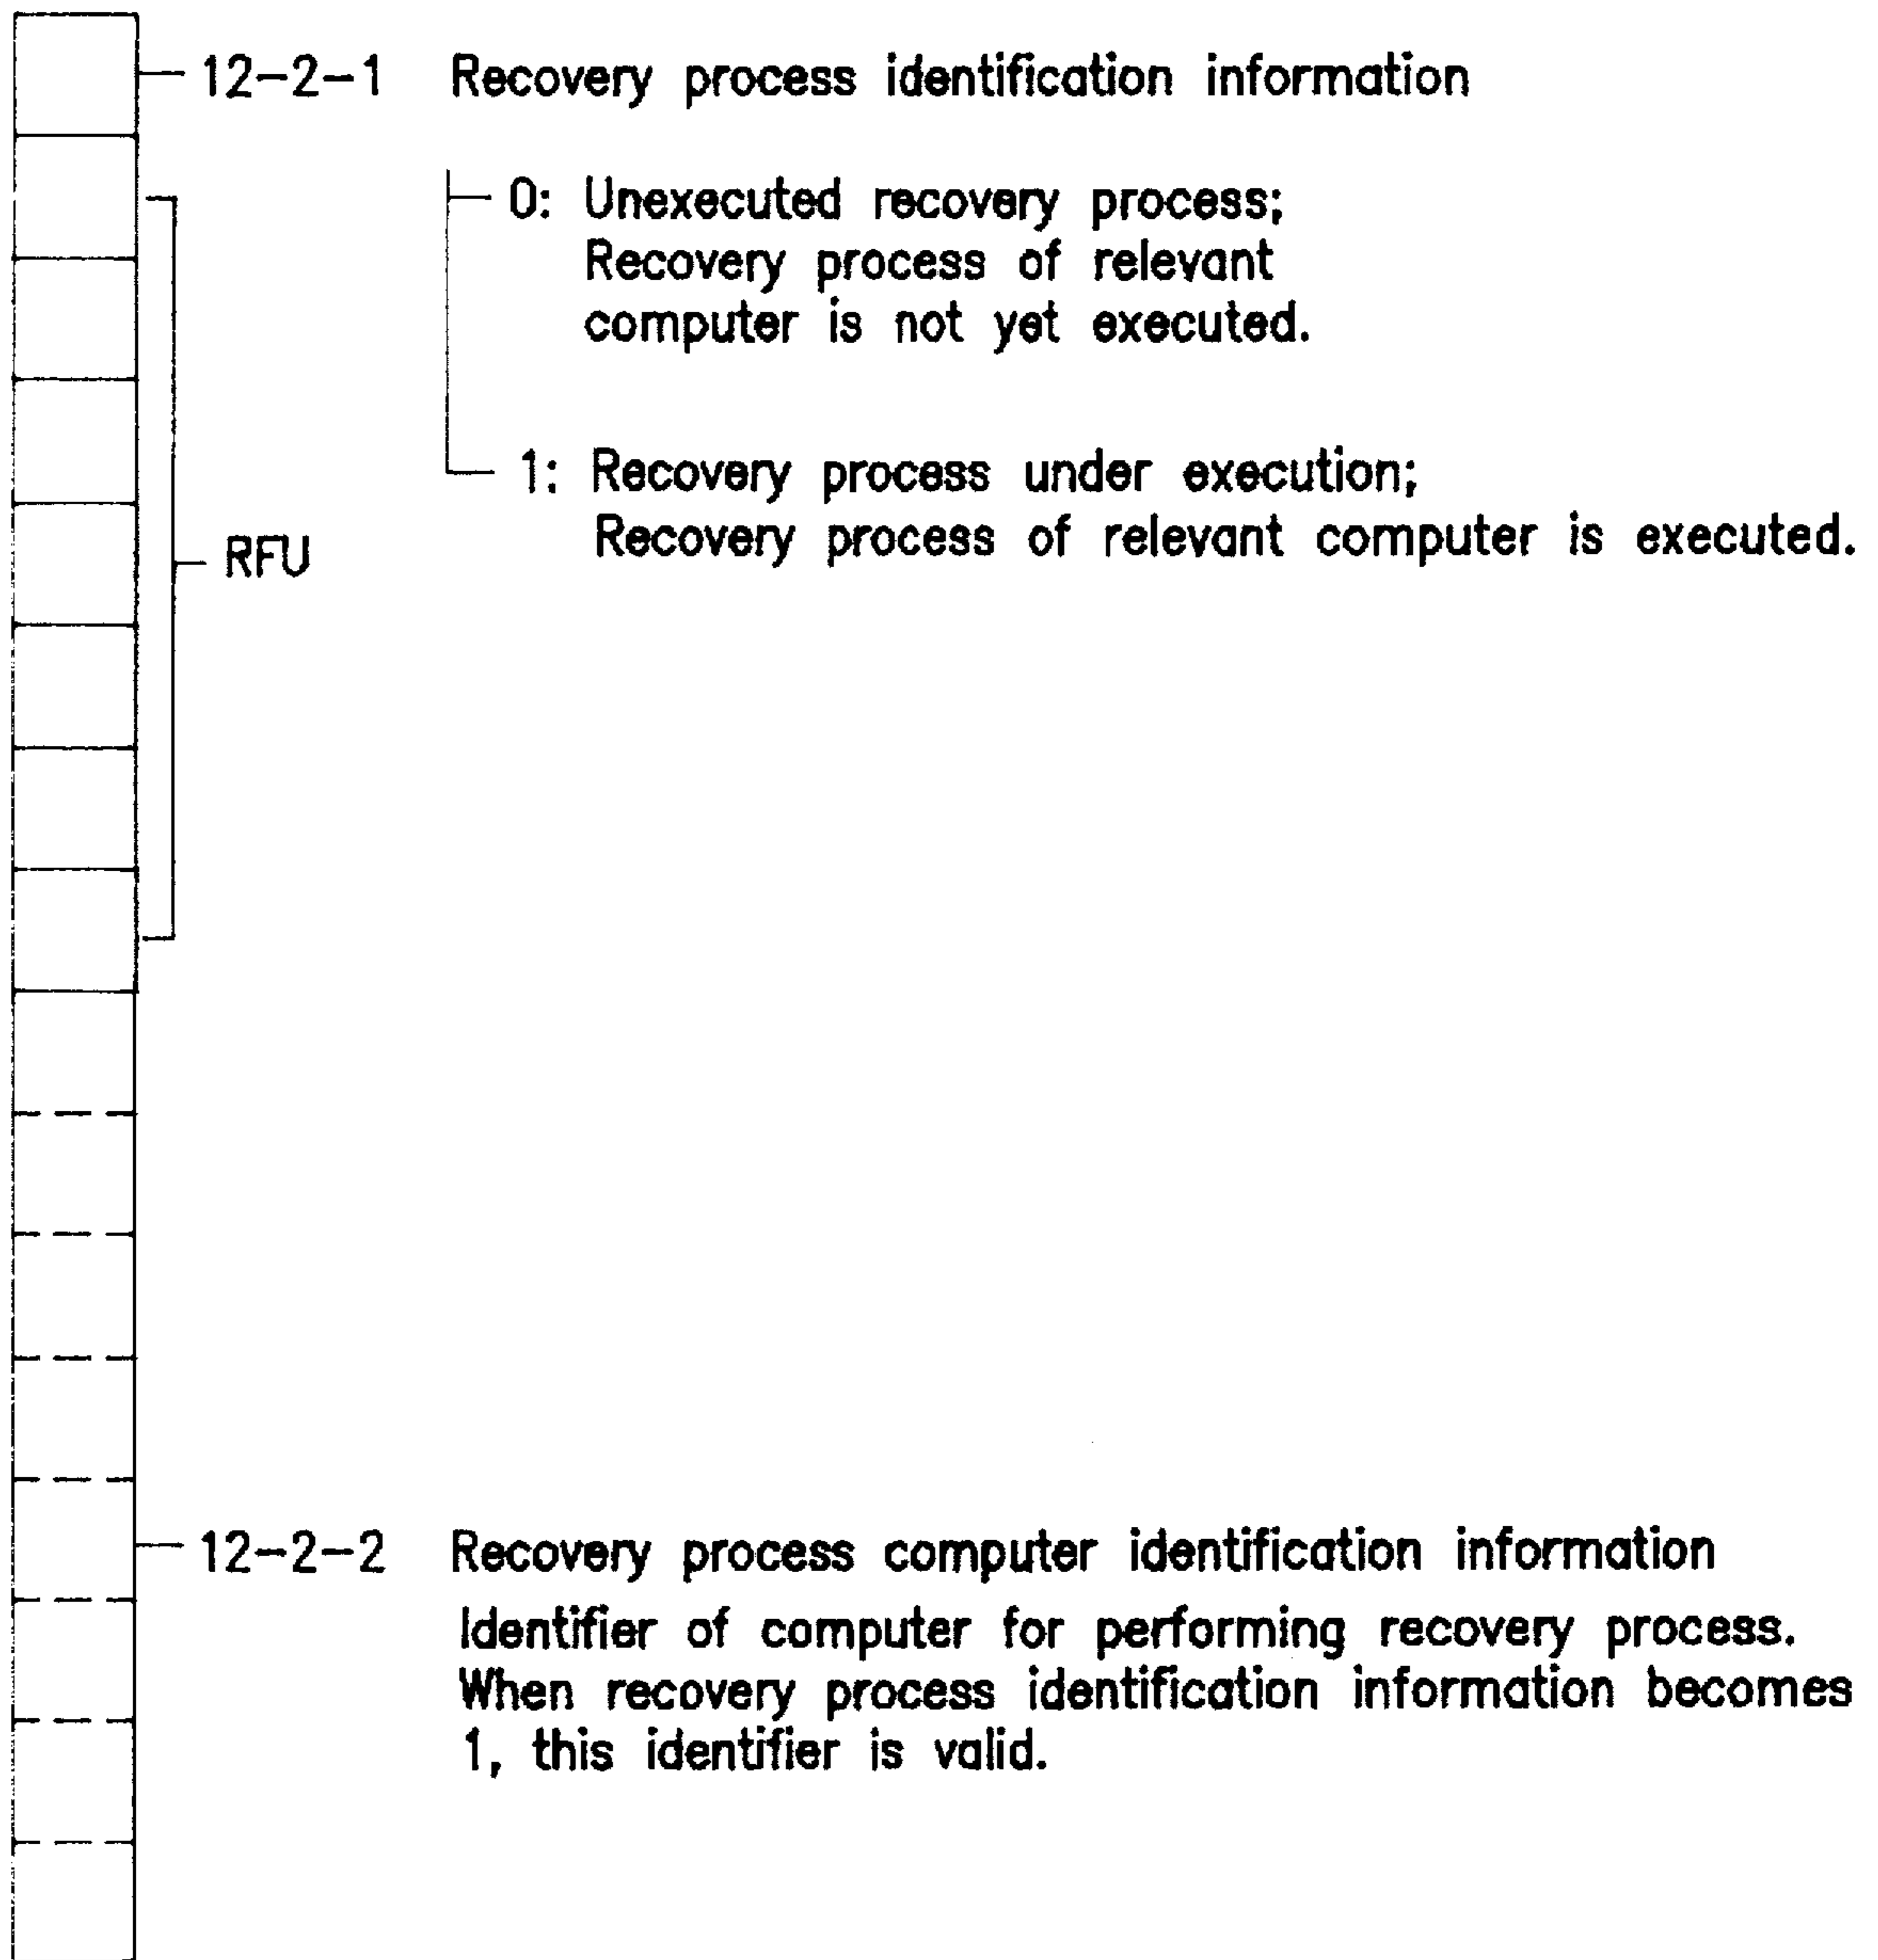 12-2-1 Recovery process identification information
0: Unexecuted recovery process;
Recovery process of relevant
computer is not yet executed.
1: Recovery process under execution;
Recovery process of relevant computer is executed.
RFU
12-2-2 Recovery process computer identification information
Identifier of computer for performing recovery process.
When recovery process identification information becomes
1, this identifier is valid.